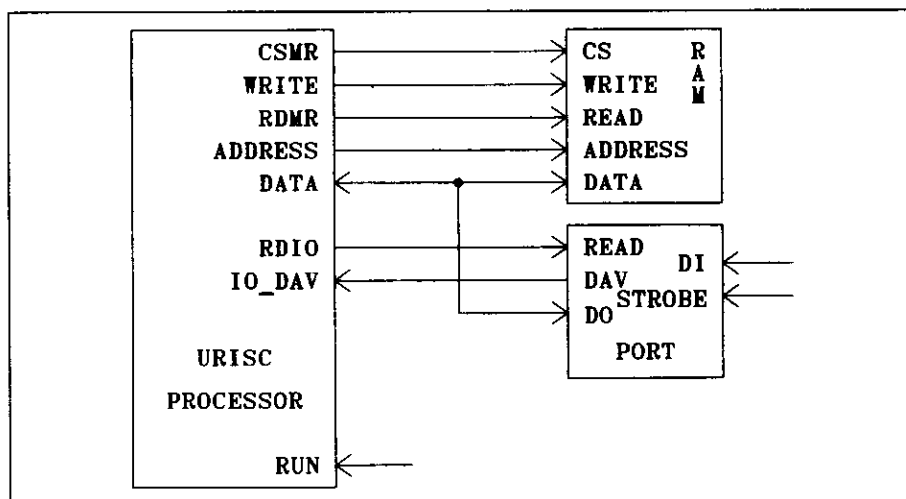 CSMR
WRITE
RDMR
ADDRESS
DATA
RDIO
IO_DAV
URISC
PROCESSOR
RUN
CS
WRITE
READ
ADDRESS
DATA
RAM
READ
DAV
DO
DI
STROBE
PORT